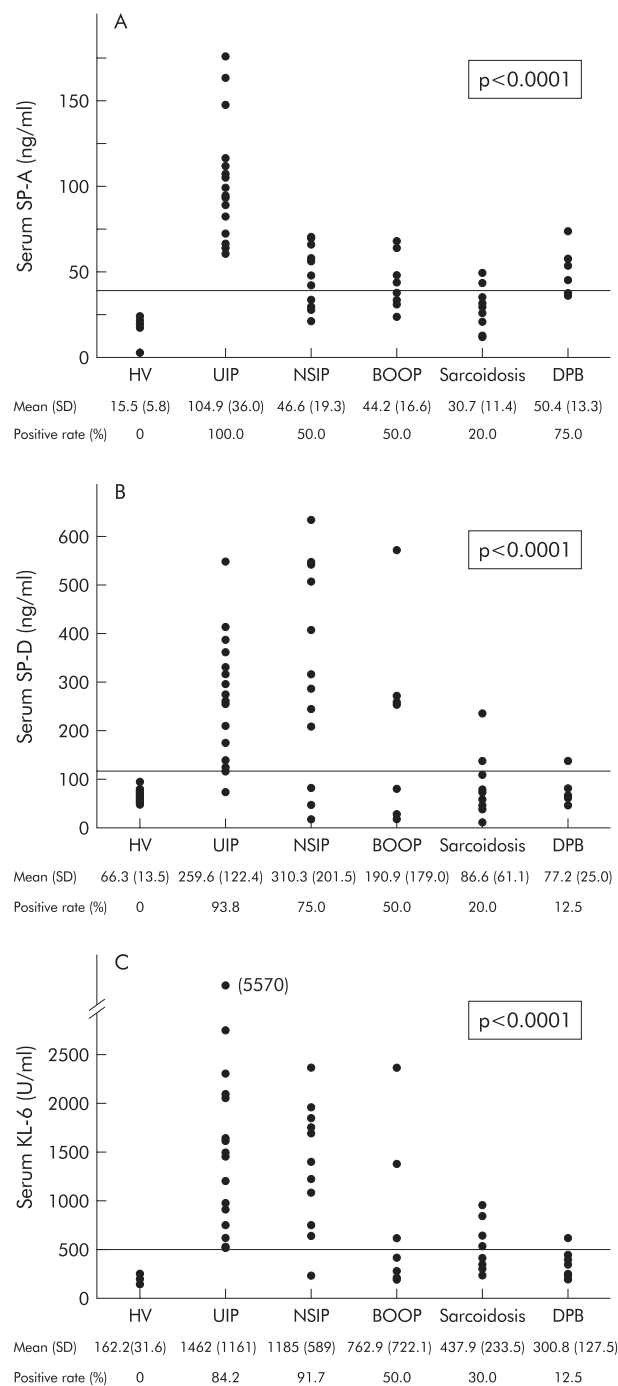 A
p<0.0001
Serum SP-A (ng/ml)
150
100
50
0
HV UIP NSIP BOOP Sarcoidosis DPB
Mean (SD) 15.5 (5.8) 104.9 (36.0) 46.6 (19.3) 44.2 (16.6) 30.7 (11.4) 50.4 (13.3)
Positive rate (%) 0 100.0 50.0 50.0 20.0 75.0
B
p<0.0001
Serum SP-D (ng/ml)
600
500
400
300
200
100
0
HV UIP NSIP BOOP Sarcoidosis DPB
Mean (SD) 66.3 (13.5) 259.6 (122.4) 310.3 (201.5) 190.9 (179.0) 86.6 (61.1) 77.2 (25.0)
Positive rate (%) 0 93.8 75.0 50.0 20.0 12.5
C
(5570)
p<0.0001
Serum KL-6 (U/ml)
2500
2000
1500
1000
500
0
HV UIP NSIP BOOP Sarcoidosis DPB
Mean (SD) 162.2(31.6) 1462 (1161) 1185 (589) 762.9 (722.1) 437.9 (233.5) 300.8 (127.5)
Positive rate (%) 0 84.2 91.7 50.0 30.0 12.5